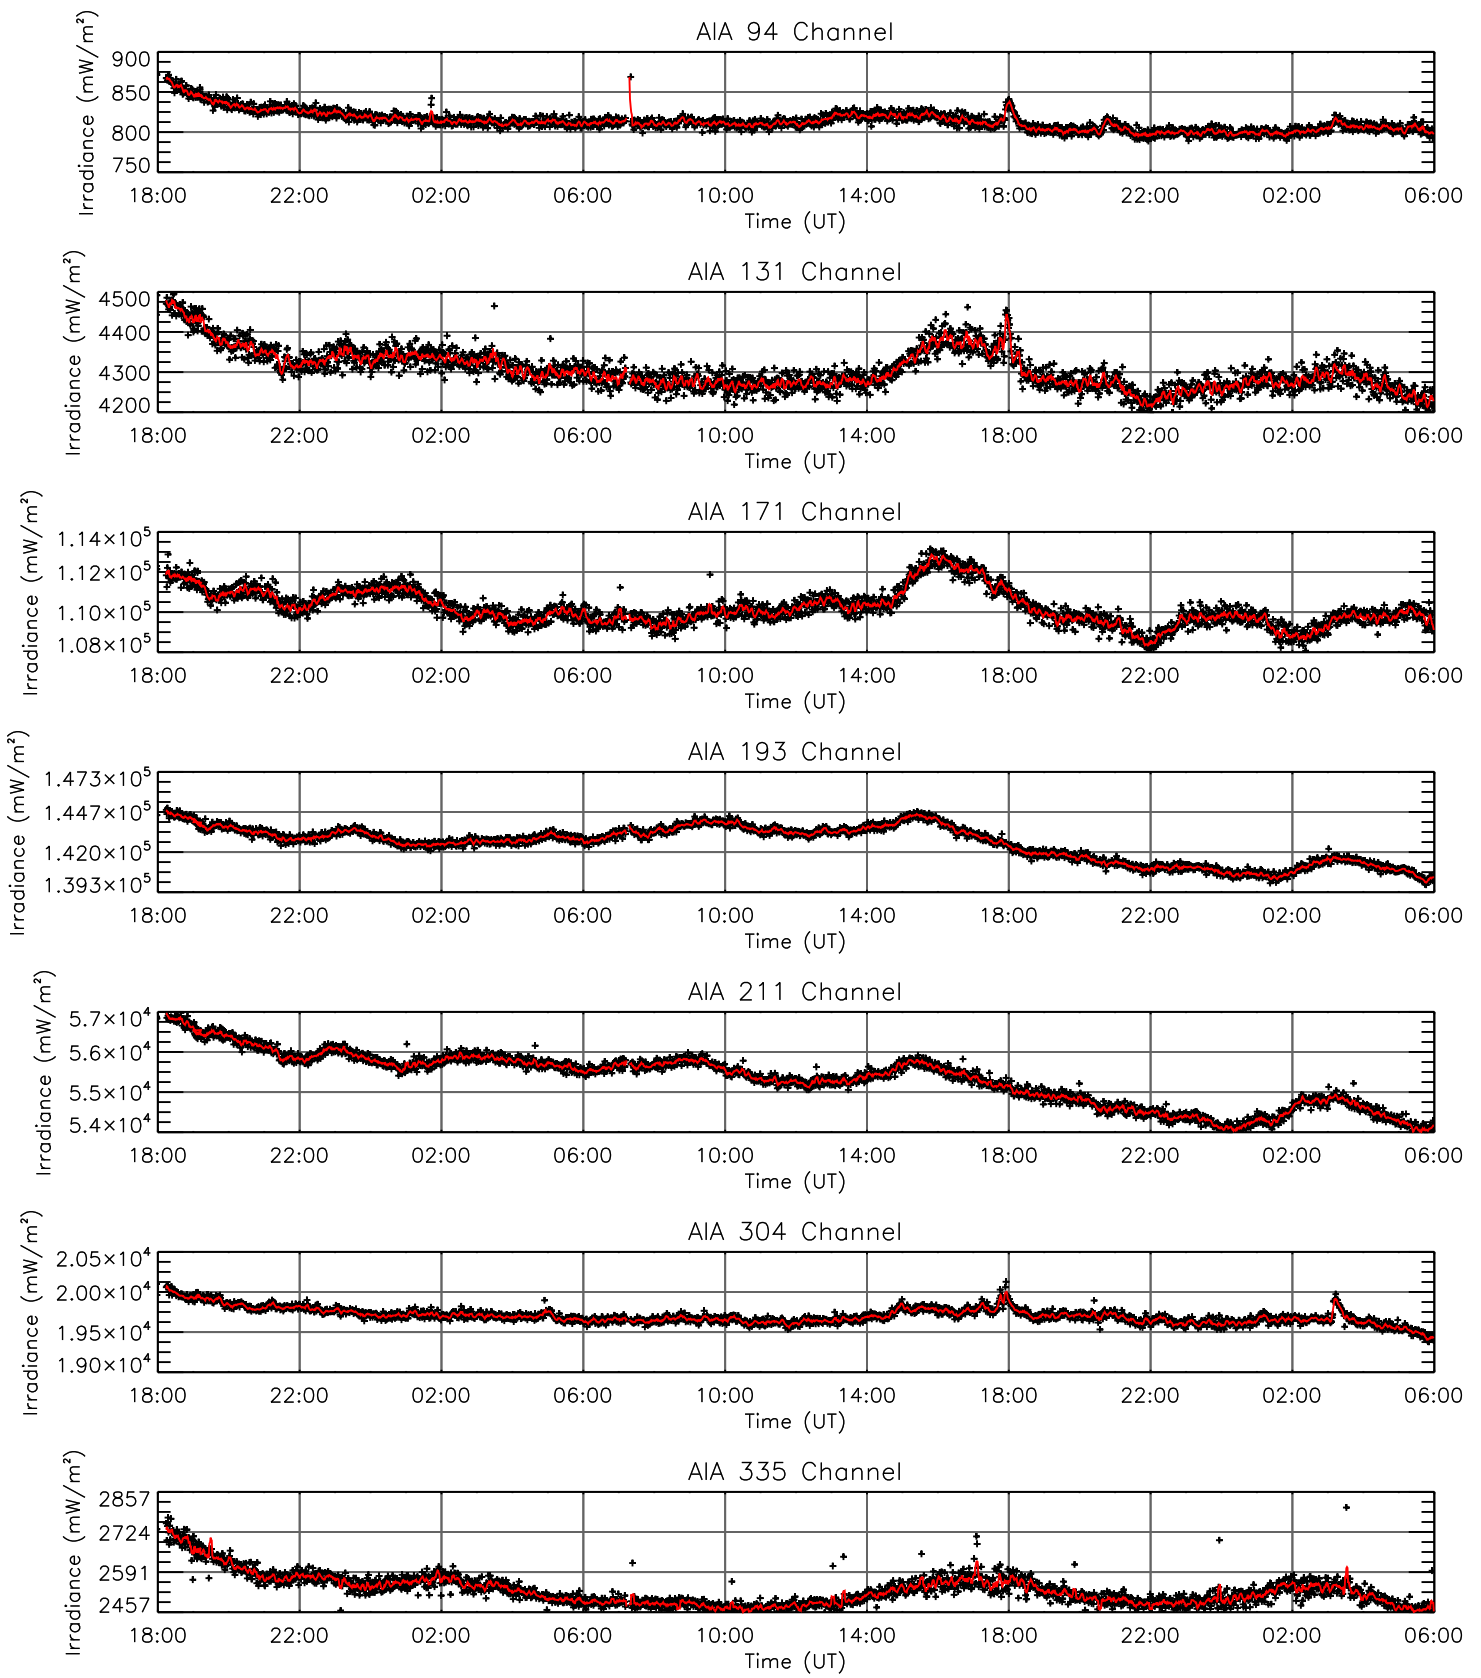 AIA 94 Channel
Irradiance (mW/m²)
900
850
800
750
18:00 22:00 02:00 06:00 10:00 14:00 18:00 22:00 02:00 06:00
Time (UT)
AIA 131 Channel
Irradiance (mW/m²)
4500
4400
4300
4200
18:00 22:00 02:00 06:00 10:00 14:00 18:00 22:00 02:00 06:00
Time (UT)
AIA 171 Channel
Irradiance (mW/m²)
1.14×10⁵
1.12×10⁵
1.10×10⁵
1.08×10⁵
18:00 22:00 02:00 06:00 10:00 14:00 18:00 22:00 02:00 06:00
Time (UT)
AIA 193 Channel
Irradiance (mW/m²)
1.473×10⁵
1.447×10⁵
1.420×10⁵
1.393×10⁵
18:00 22:00 02:00 06:00 10:00 14:00 18:00 22:00 02:00 06:00
Time (UT)
AIA 211 Channel
Irradiance (mW/m²)
5.7×10⁴
5.6×10⁴
5.5×10⁴
5.4×10⁴
18:00 22:00 02:00 06:00 10:00 14:00 18:00 22:00 02:00 06:00
Time (UT)
AIA 304 Channel
Irradiance (mW/m²)
2.05×10⁴
2.00×10⁴
1.95×10⁴
1.90×10⁴
18:00 22:00 02:00 06:00 10:00 14:00 18:00 22:00 02:00 06:00
Time (UT)
AIA 335 Channel
Irradiance (mW/m²)
2857
2724
2591
2457
18:00 22:00 02:00 06:00 10:00 14:00 18:00 22:00 02:00 06:00
Time (UT)